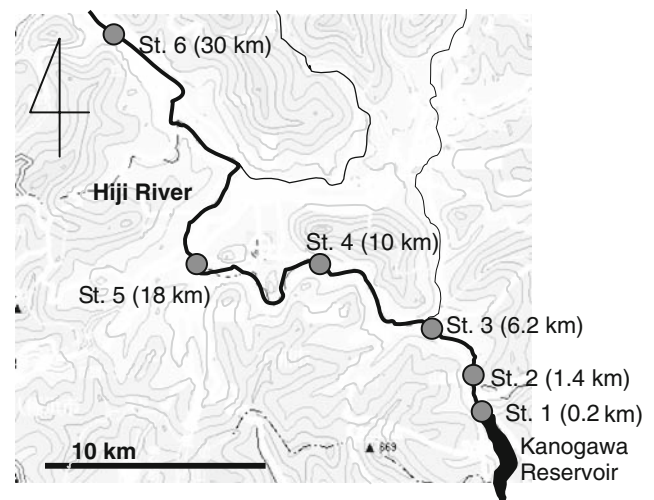 St. 6 (30 km)
Hiji River
St. 4 (10 km)
St. 5 (18 km)
St. 3 (6.2 km)
St. 2 (1.4 km)
St. 1 (0.2 km)
10 km
669
Kanogawa
Reservoir